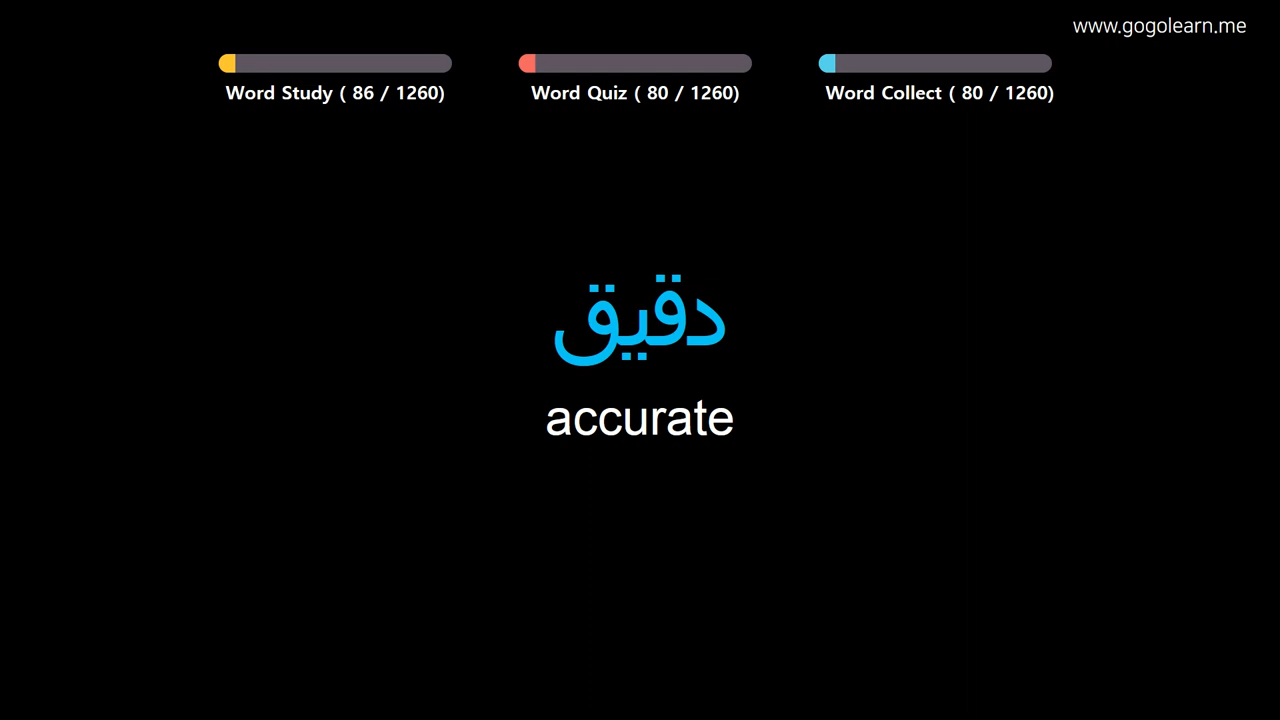 www.gogolearn.me
Word Study ( 86 / 1260)
Word Quiz ( 80 / 1260)
Word Collect ( 80 / 1260)
دقيق
accurate